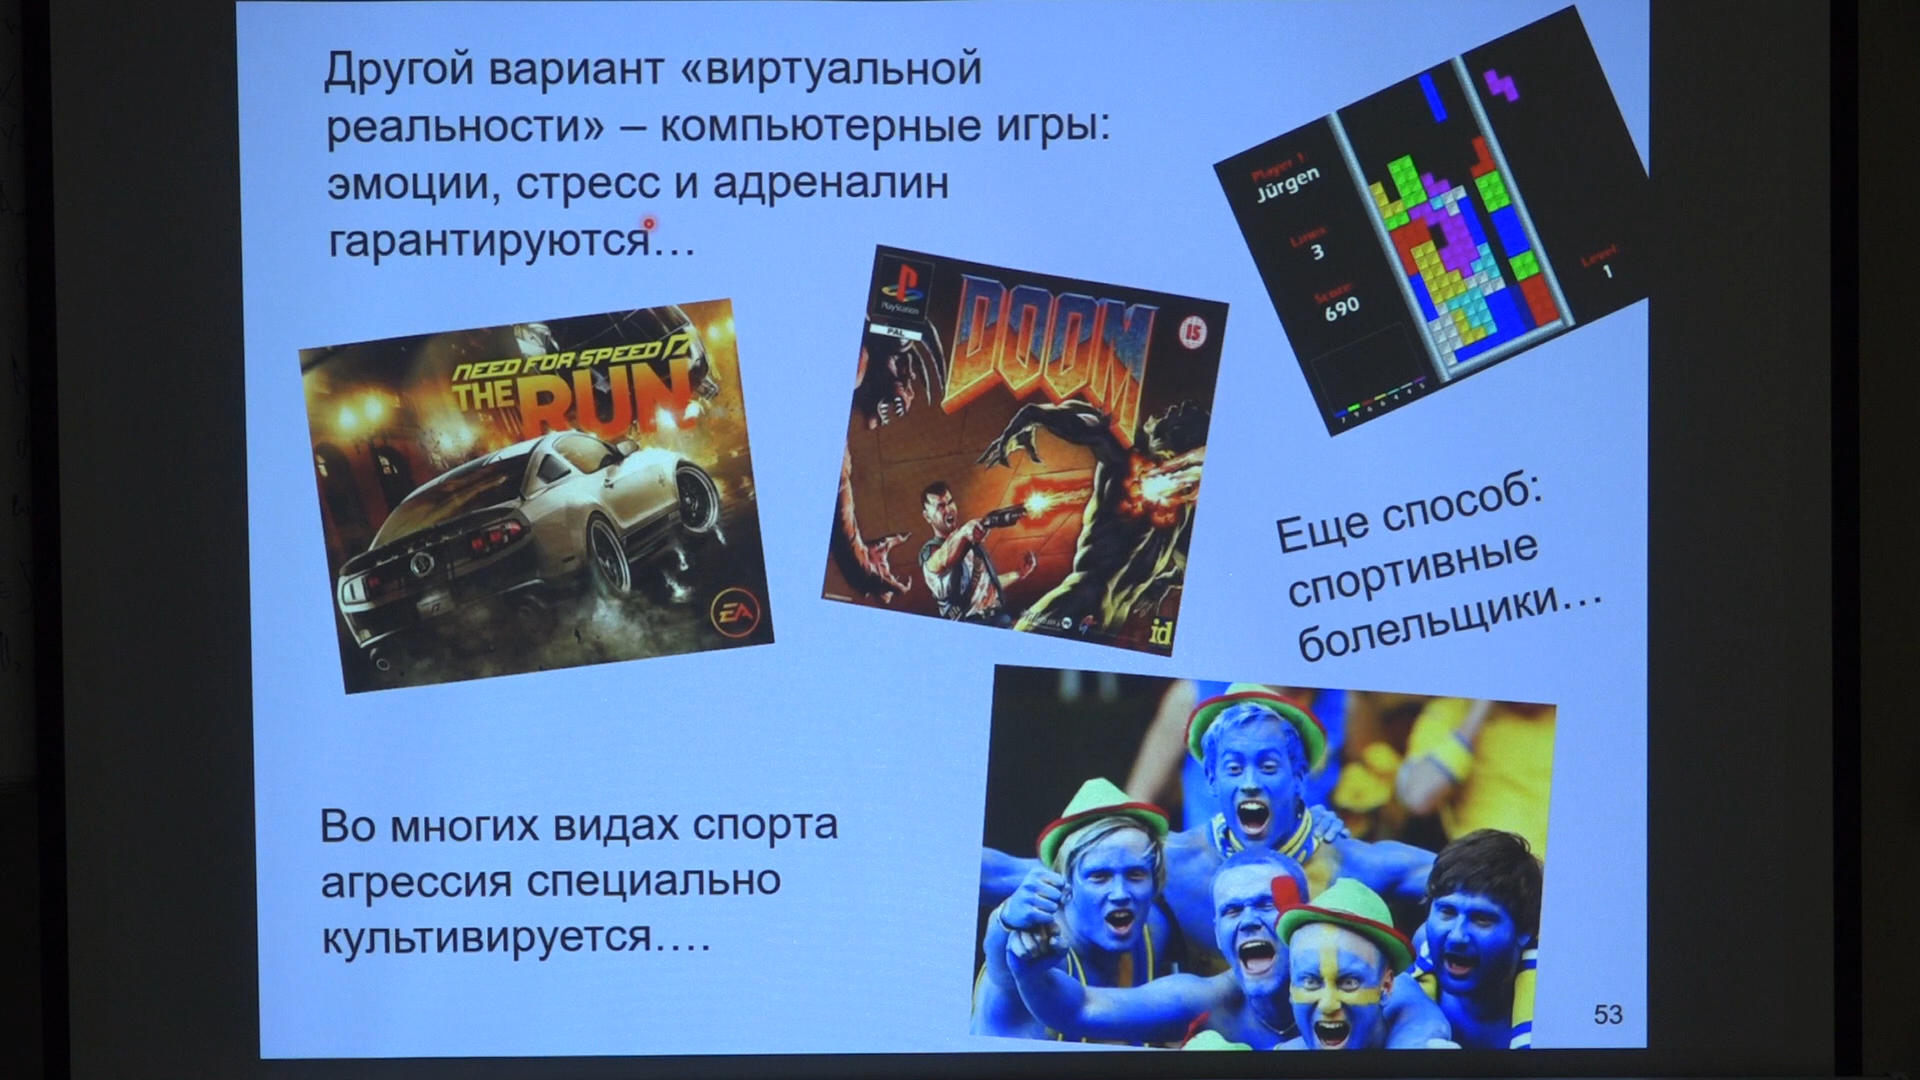 Другой вариант «виртуальной
реальности» – компьютерные игры:
эмоции, стресс и адреналин
гарантируются…
Player 1:
Jürgen
Lines:
3
Score:
690
Level:
1
NEED FOR SPEED
THE RUN
EA
PlayStation
PAL
DOOM
15
id
Еще способ:
спортивные
болельщики…
Во многих видах спорта
агрессия специально
культивируется….
53